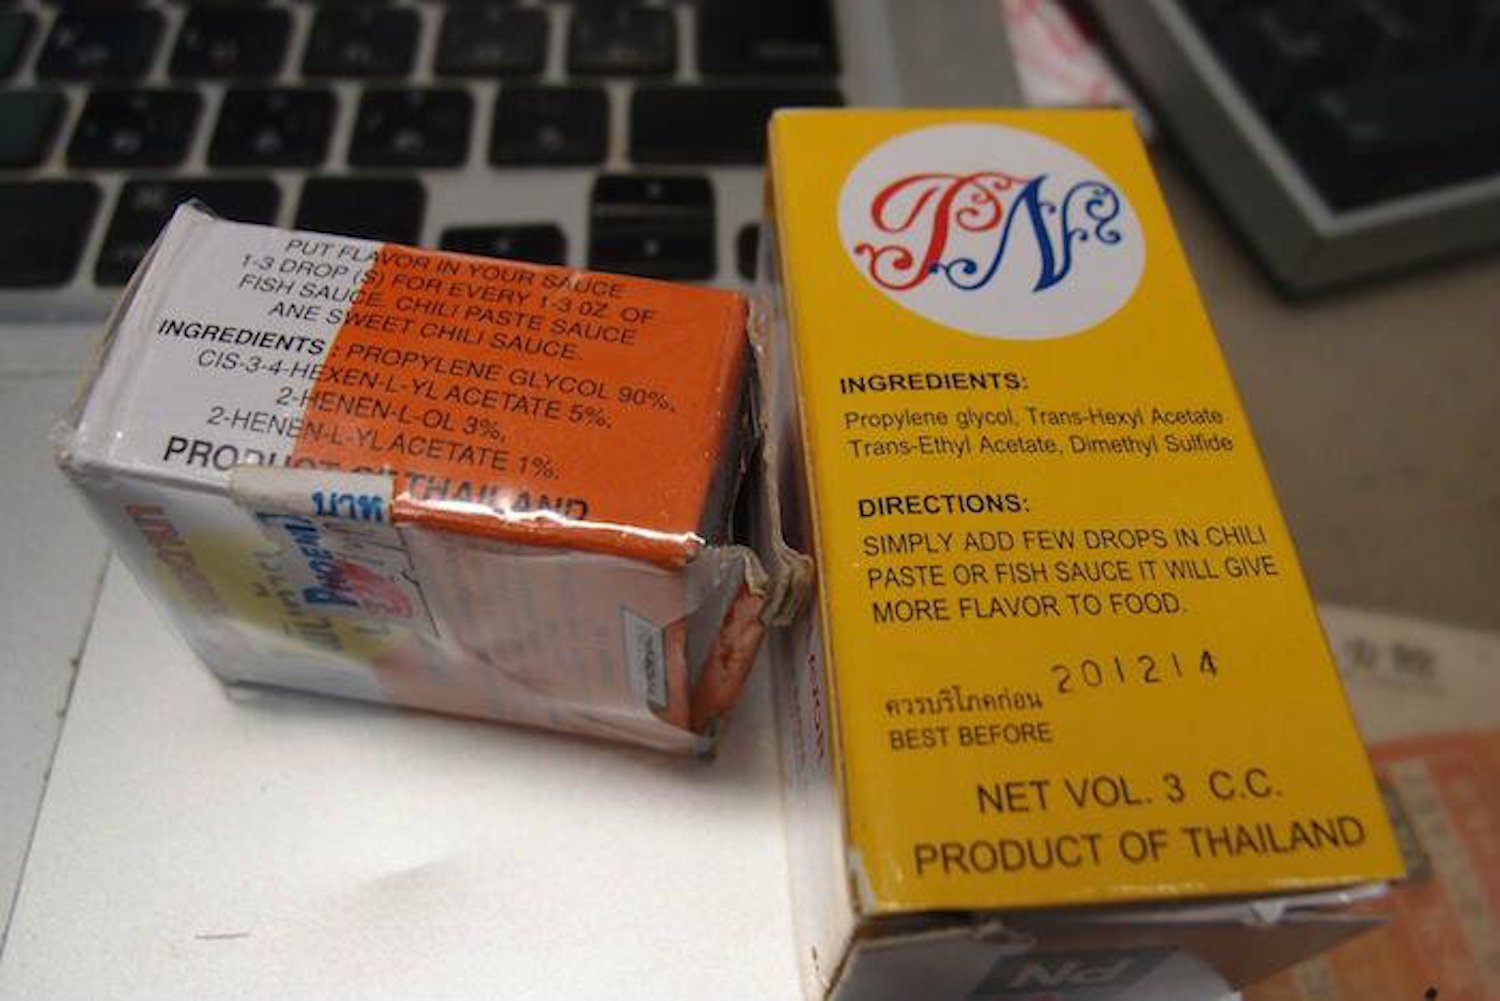 PUT FLAVOR IN YOUR SAUCE
1-3 DROP (S) FOR EVERY 1-3 OZ. OF
FISH SAUCE. CHILI PASTE SAUCE
ANE SWEET CHILI SAUCE.
INGREDIENTS : PROPYLENE GLYCOL 90%,
CIS-3-4-HEXEN-L-YL ACETATE 5%.
2-HENEN-L-OL 3%,
2-HENEN-L-YLACETATE 1%.
PRODUCT OF THAILAND
บาท
TN
INGREDIENTS:
Propylene glycol, Trans-Hexyl Acetate
Trans-Ethyl Acetate, Dimethyl Sulfide
DIRECTIONS:
SIMPLY ADD FEW DROPS IN CHILI
PASTE OR FISH SAUCE IT WILL GIVE
MORE FLAVOR TO FOOD.
ควรบริโภคก่อน 201214
BEST BEFORE
NET VOL. 3 C.C.
PRODUCT OF THAILAND